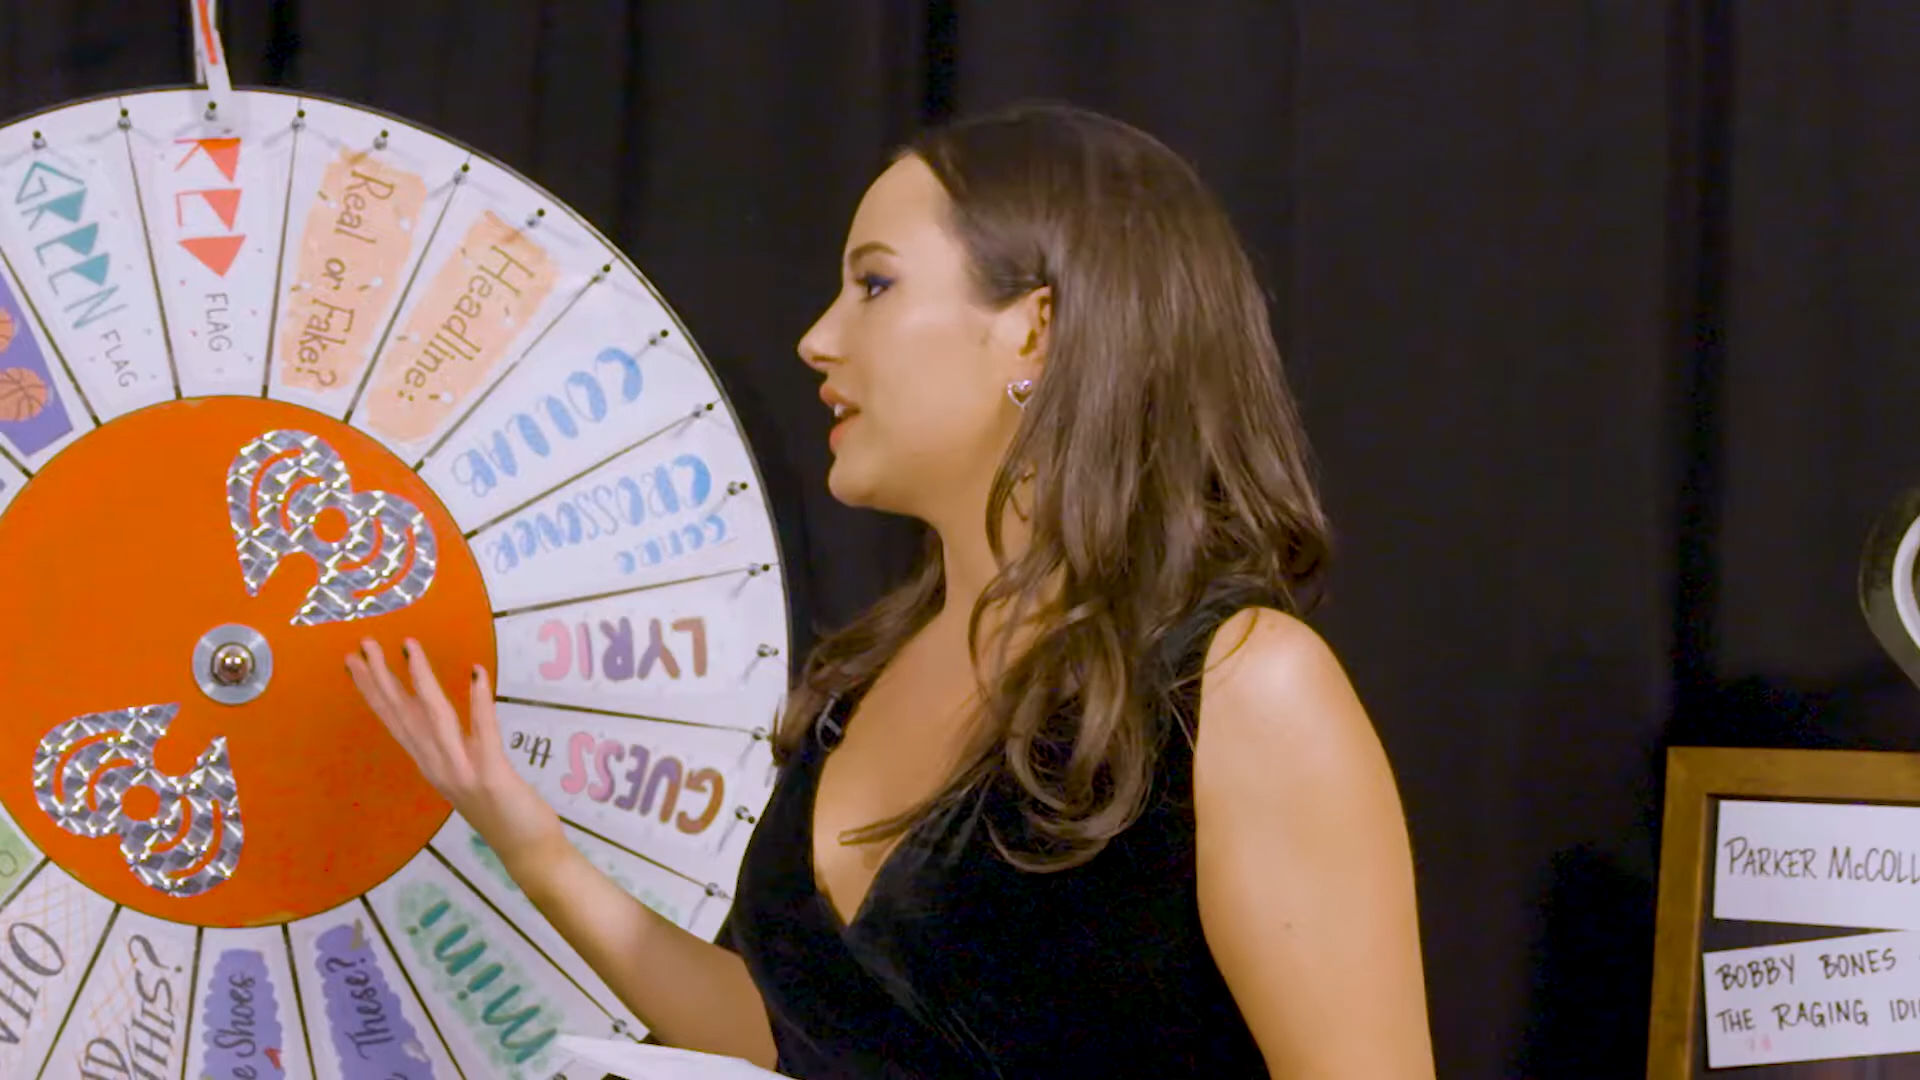 GREEN
FLAG
RED
FLAG
Real or Fake?
Headline:
COLLAB
GENRE
CROSSOVER
LYRIC
GUESS the
mini
These?
Shoes
WHO
PARKER McCOLL
BOBBY BONES
THE RAGING IDI